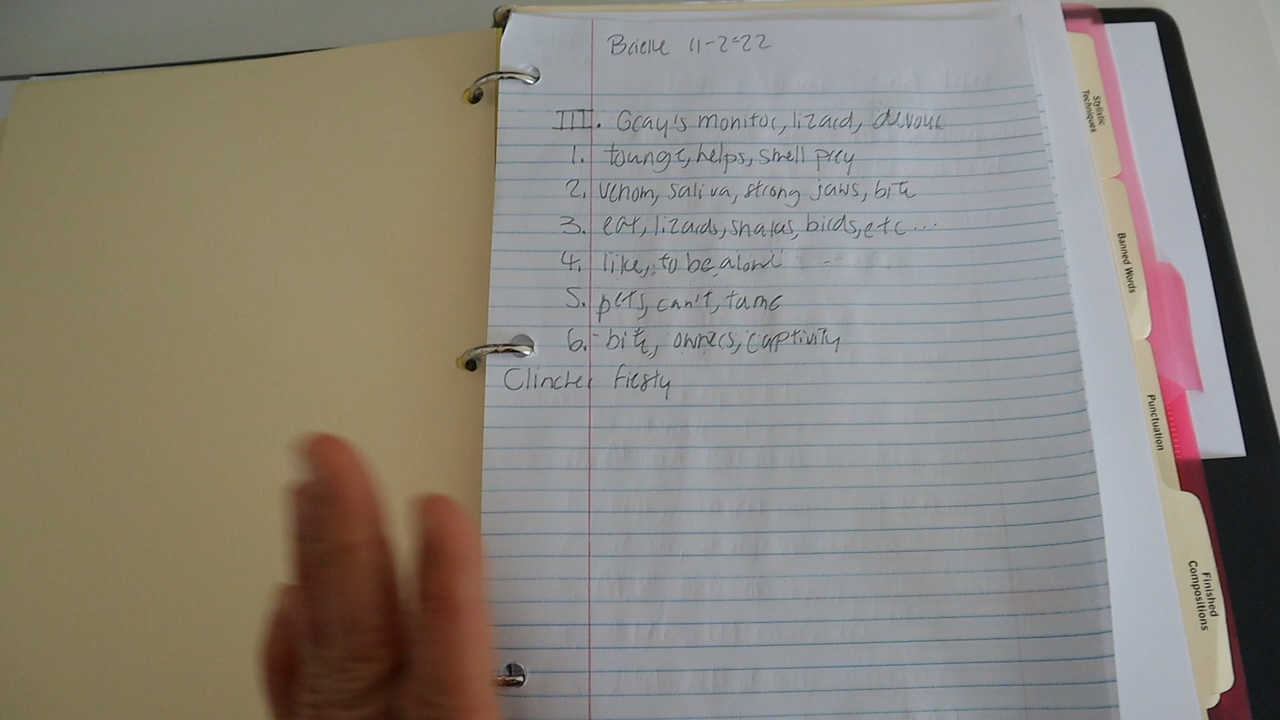 Brielle 11-2-22
III. Gray's monitor, lizard, devour
1. tounge, helps, smell prey
2. venom, saliva, strong jaws, bite
3. eat, lizards, snakes, birds, etc...
4. like, to be, alone
5. pets, can't, tame
6. bite, owners, captivity
Clincher fiesty
Stylistic
Techniques
Banned Words
Punctuation
Finished
Compositions